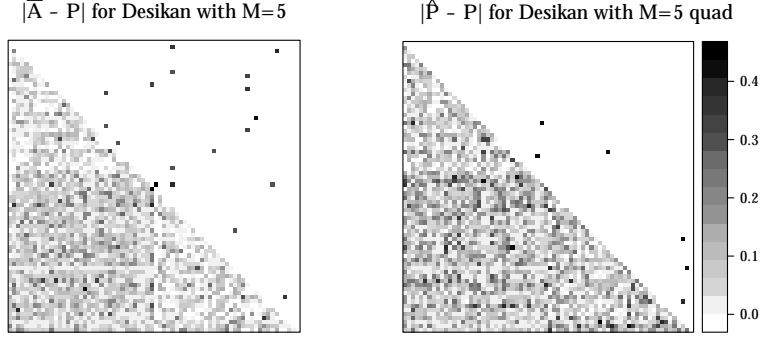 |A̅ - P| for Desikan with M=5
|P̂ - P| for Desikan with M=5 quad
0.4
0.3
0.2
0.1
0.0